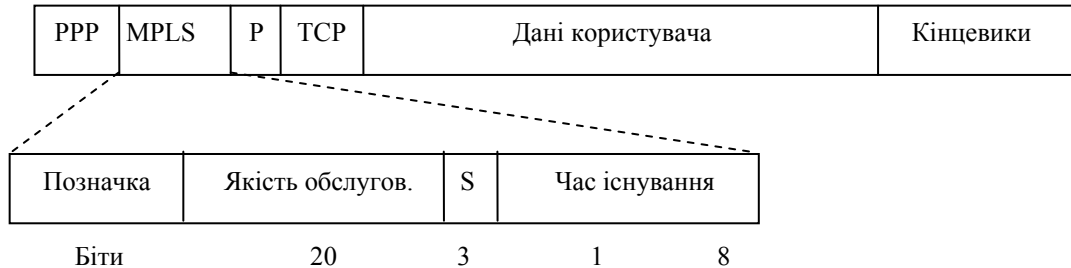 PPP MPLS P TCP Дані користувача Кінцевики
Позначка Якість обслугов. S Час існування
Біти 20 3 1 8